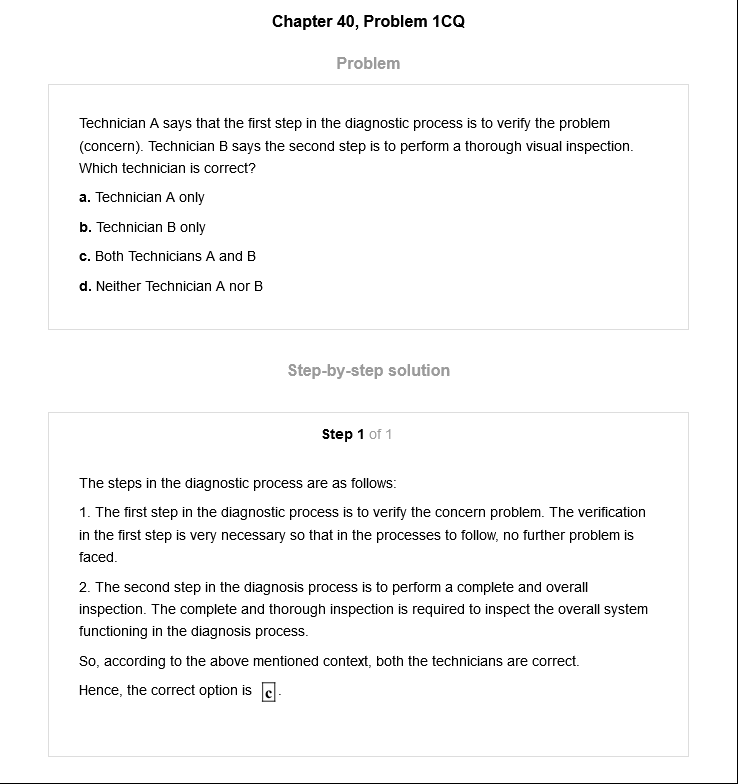 Chapter 40, Problem 1CQ
Problem
Technician A says that the first step in the diagnostic process is to verify the problem
(concern). Technician B says the second step is to perform a thorough visual inspection.
Which technician is correct?
a. Technician A only
b. Technician B only
c. Both Technicians A and B
d. Neither Technician A nor B
Step-by-step solution
Step 1 of 1
The steps in the diagnostic process are as follows:
1. The first step in the diagnostic process is to verify the concern problem. The verification
in the first step is very necessary so that in the processes to follow, no further problem is
faced.
2. The second step in the diagnosis process is to perform a complete and overall
inspection. The complete and thorough inspection is required to inspect the overall system
functioning in the diagnosis process.
So, according to the above mentioned context, both the technicians are correct.
Hence, the correct option is c.